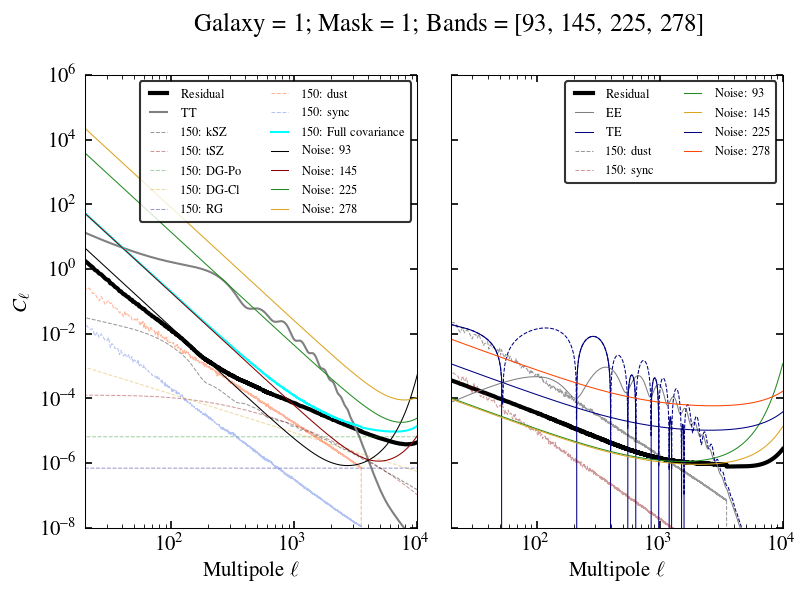 Galaxy = 1; Mask = 1; Bands = [93, 145, 225, 278]
Residual
TT
150: kSZ
150: tSZ
150: DG-Po
150: DG-Cl
150: RG
150: dust
150: sync
150: Full covariance
Noise: 93
Noise: 145
Noise: 225
Noise: 278
Residual
EE
TE
150: dust
150: sync
Noise: 93
Noise: 145
Noise: 225
Noise: 278
C_ℓ
10^6
10^4
10^2
10^0
10^−2
10^−4
10^−6
10^−8
10^2
10^3
10^4
10^2
10^3
10^4
Multipole ℓ
Multipole ℓ